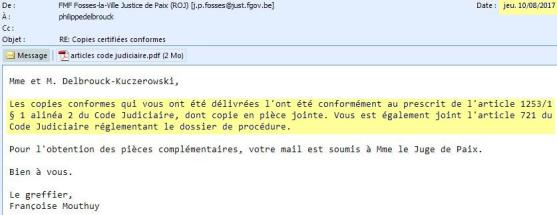 De : FMF Fosses-la-Ville Justice de Paix (ROJ) [j.p.fosses@just.fgov.be] Date : jeu. 10/08/2017
À : philippedelbrouck
Cc :
Objet : RE: Copies certifiées conformes
Message articles code judiciaire.pdf (2 Mo)
Mme et M. Delbrouck-Kuczerowski,
Les copies conformes qui vous ont été délivrées l'ont été conformément au prescrit de l'article 1253/1
§ 1 alinéa 2 du Code Judiciaire, dont copie en pièce jointe. Vous est également joint l'article 721 du
Code Judiciaire réglementant le dossier de procédure.
Pour l'obtention des pièces complémentaires, votre mail est soumis à Mme le Juge de Paix.
Bien à vous.
Le greffier,
Françoise Mouthuy